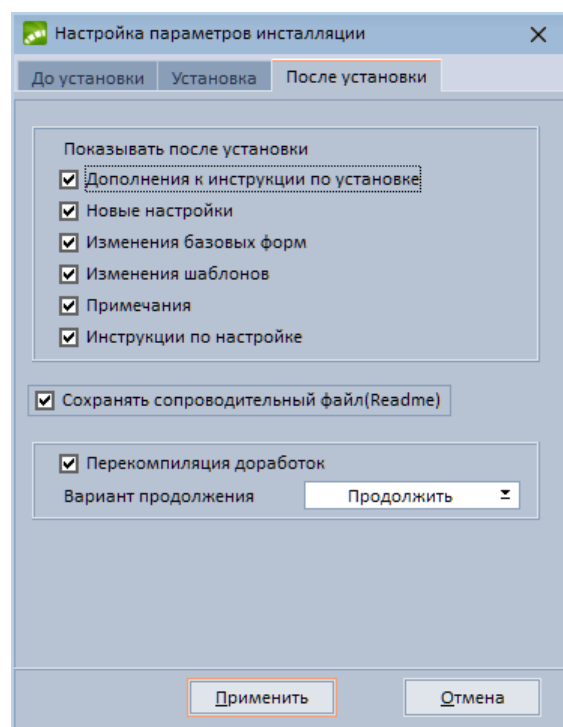 Настройка параметров инсталляции
До установки Установка После установки
Показывать после установки
Дополнения к инструкции по установке
Новые настройки
Изменения базовых форм
Изменения шаблонов
Примечания
Инструкции по настройке
Сохранять сопроводительный файл(Readme)
Перекомпиляция доработок
Вариант продолжения Продолжить
Применить Отмена